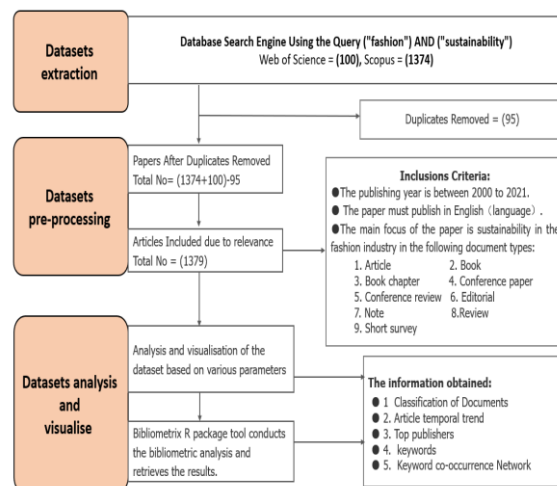 Datasets
extraction
Database Search Engine Using the Query ("fashion") AND ("sustainability")
Web of Science = (100), Scopus = (1374)
Duplicates Removed = (95)
Datasets
pre-processing
Papers After Duplicates Removed
Total No= (1374+100)-95
Articles Included due to relevance
Total No = (1379)
Inclusions Criteria:
●The publishing year is between 2000 to 2021.
● The paper must publish in English（language）.
●The main focus of the paper is sustainability in the
fashion industry in the following document types:
1. Article 2. Book
3. Book chapter 4. Conference paper
5. Conference review 6. Editorial
7. Note 8.Review
9. Short survey
Datasets analysis
and
visualise
Analysis and visualisation of the
dataset based on various parameters
Bibliometrix R package tool conducts
the bibliometric analysis and
retrieves the results.
The information obtained:
● 1 Classification of Documents
● 2. Article temporal trend
● 3. Top publishers
● 4. keywords
● 5. Keyword co-occurrence Network